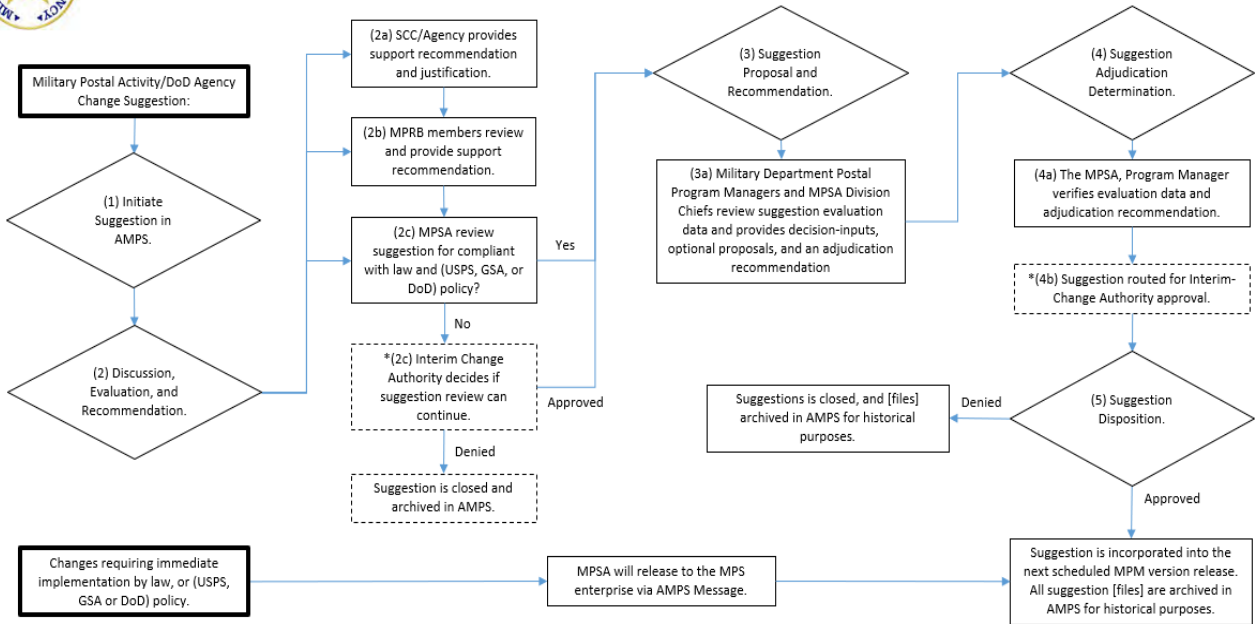 AGENCY
Military Postal Activity/DoD Agency
Change Suggestion:
(1) Initiate
Suggestion in
AMPS.
(2) Discussion,
Evaluation, and
Recommendation.
(2a) SCC/Agency provides
support recommendation
and justification.
(2b) MPRB members review
and provide support
recommendation.
(2c) MPSA review
suggestion for compliant
with law and (USPS, GSA, or
DoD) policy?
Yes
No
*(2c) Interim Change
Authority decides if
suggestion review can
continue.
Approved
Denied
Suggestion is closed and
archived in AMPS.
(3) Suggestion
Proposal and
Recommendation.
(3a) Military Department Postal
Program Managers and MPSA Division
Chiefs review suggestion evaluation
data and provides decision-inputs,
optional proposals, and an adjudication
recommendation
(4) Suggestion
Adjudication
Determination.
(4a) The MPSA, Program Manager
verifies evaluation data and
adjudication recommendation.
*(4b) Suggestion routed for Interim-
Change Authority approval.
(5) Suggestion
Disposition.
Denied
Suggestions is closed, and [files]
archived in AMPS for historical
purposes.
Approved
Changes requiring immediate
implementation by law, or (USPS,
GSA or DoD) policy.
MPSA will release to the MPS
enterprise via AMPS Message.
Suggestion is incorporated into the
next scheduled MPM version release.
All suggestion [files] are archived in
AMPS for historical purposes.